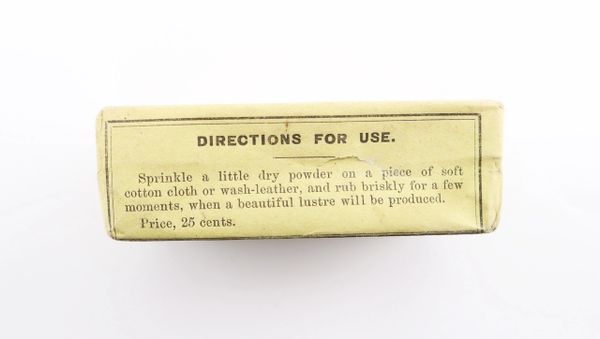 DIRECTIONS FOR USE.
Sprinkle a little dry powder on a piece of soft
cotton cloth or wash-leather, and rub briskly for a few
moments, when a beautiful lustre will be produced.
Price, 25 cents.